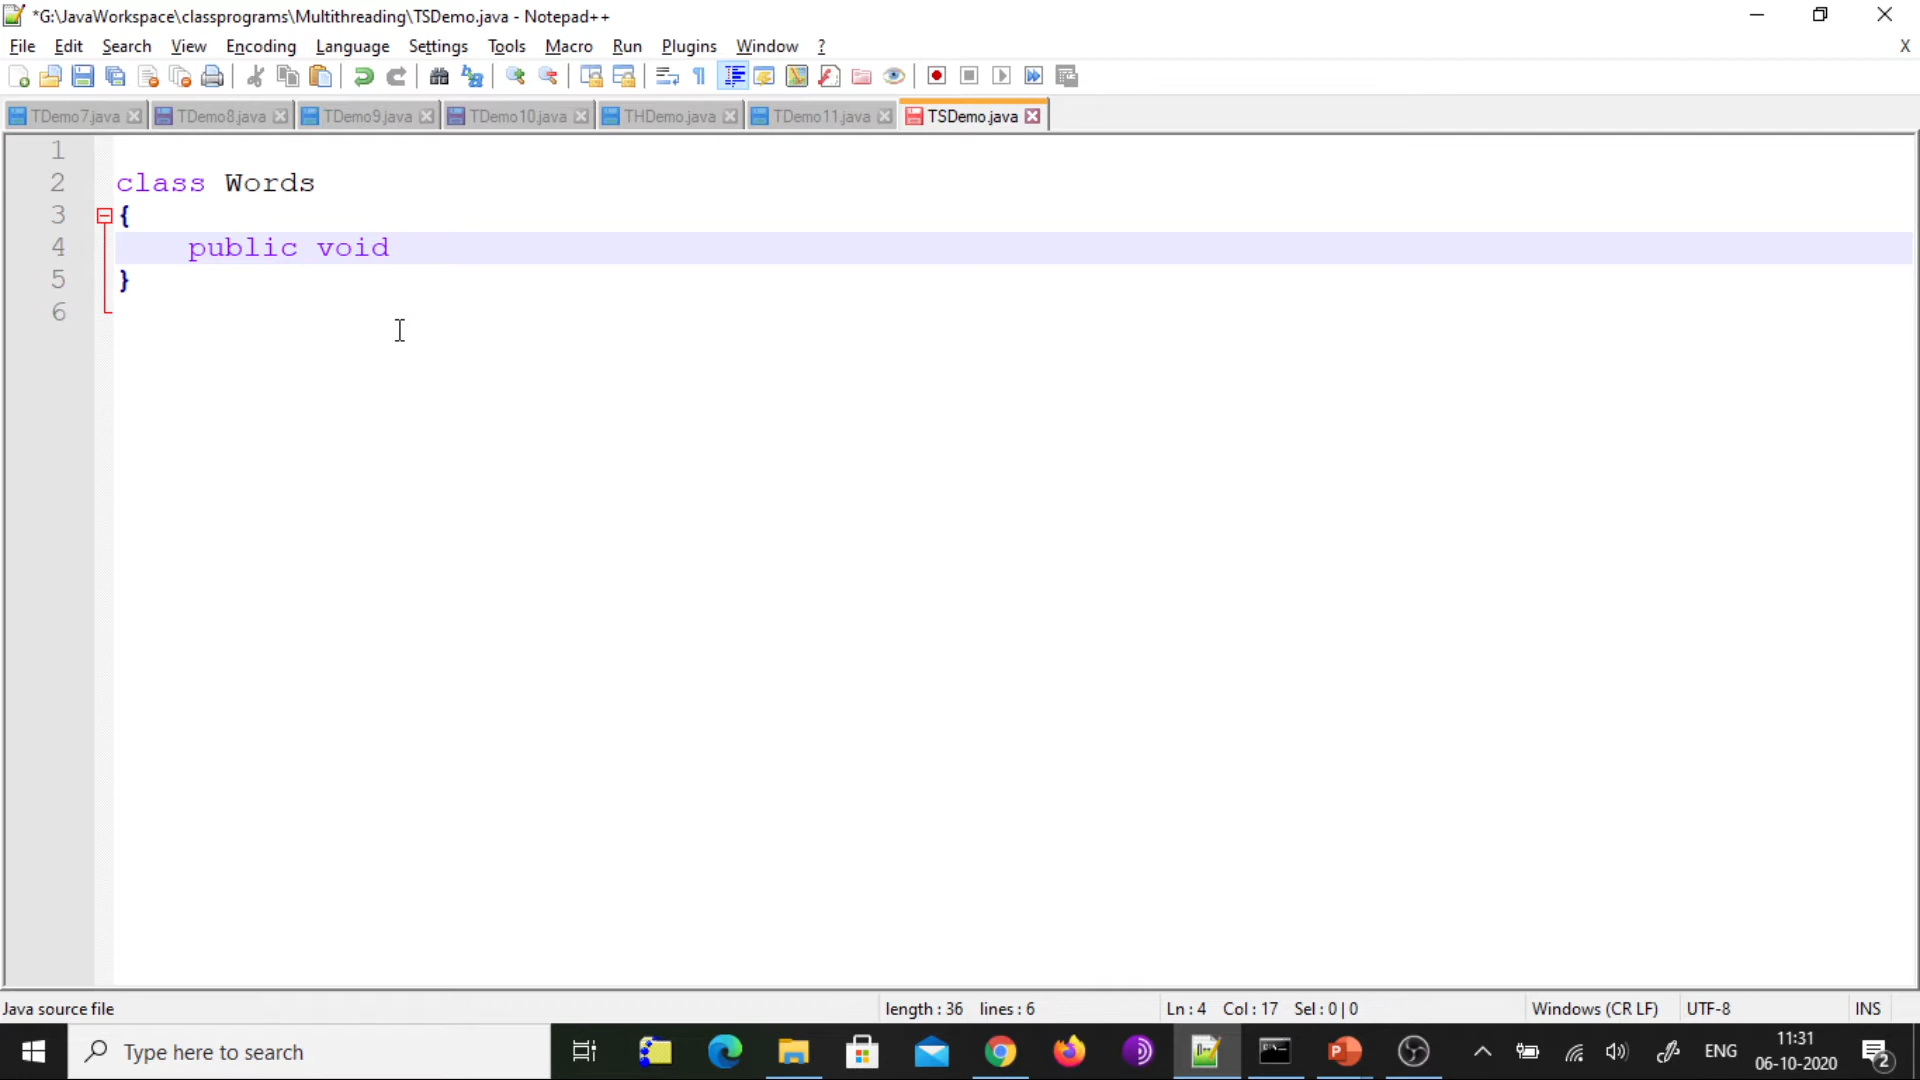 *G:\JavaWorkspace\classprograms\Multithreading\TSDemo.java - Notepad++
File Edit Search View Encoding Language Settings Tools Macro Run Plugins Window ? X
TDemo7.java TDemo8.java TDemo9.java TDemo10.java THDemo.java TDemo11.java TSDemo.java
1
2 class Words
3 {
4 public void
5 }
6
Java source file length : 36 lines : 6 Ln : 4 Col : 17 Sel : 0 | 0 Windows (CR LF) UTF-8 INS
Type here to search ENG 11:31
06-10-2020 2